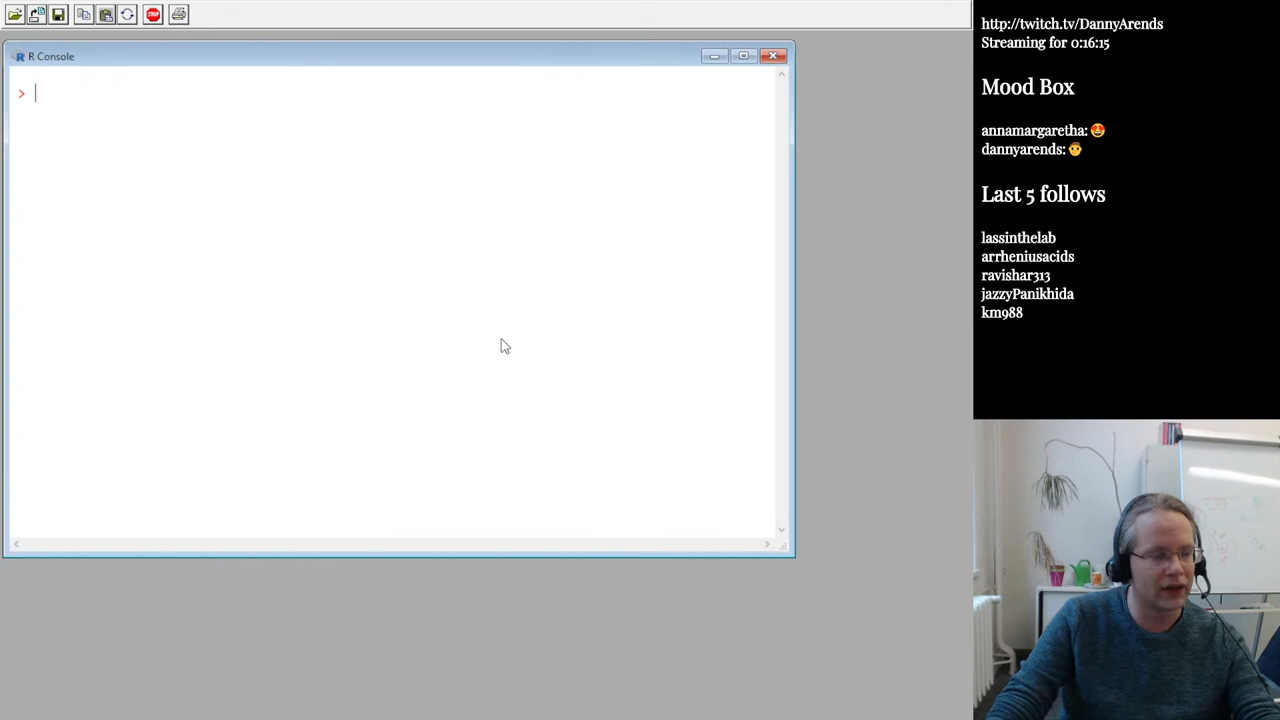 R Console
>
http://twitch.tv/DannyArends
Streaming for 0:16:15
Mood Box
annamargaretha: 😍
dannyarends: 👨
Last 5 follows
lassinthelab
arrheniusacids
ravishar313
jazzyPanikhida
km988
STOP